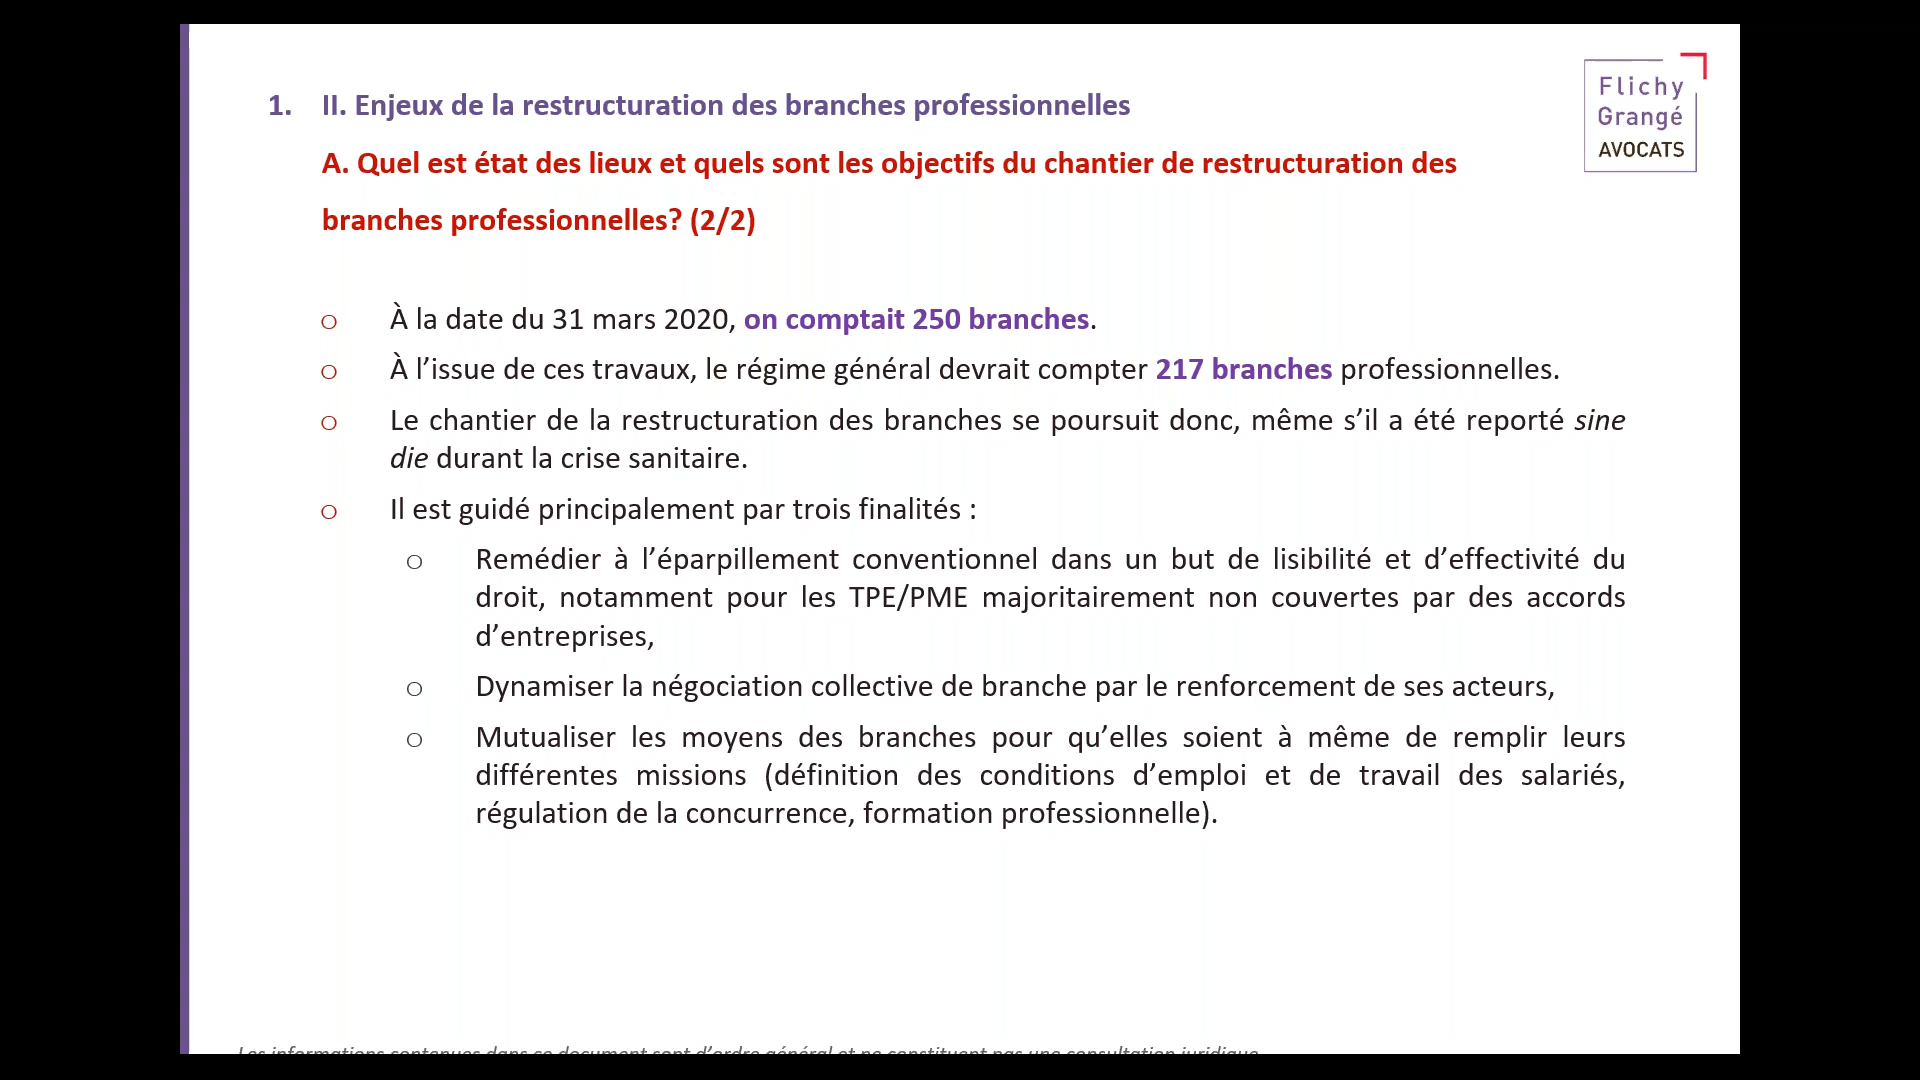 Flichy
Grangé
AVOCATS
1. II. Enjeux de la restructuration des branches professionnelles
A. Quel est état des lieux et quels sont les objectifs du chantier de restructuration des
branches professionnelles? (2/2)
o À la date du 31 mars 2020, on comptait 250 branches.
o À l’issue de ces travaux, le régime général devrait compter 217 branches professionnelles.
o Le chantier de la restructuration des branches se poursuit donc, même s’il a été reporté sine
die durant la crise sanitaire.
o Il est guidé principalement par trois finalités :
o Remédier à l’éparpillement conventionnel dans un but de lisibilité et d’effectivité du
droit, notamment pour les TPE/PME majoritairement non couvertes par des accords
d’entreprises,
o Dynamiser la négociation collective de branche par le renforcement de ses acteurs,
o Mutualiser les moyens des branches pour qu’elles soient à même de remplir leurs
différentes missions (définition des conditions d’emploi et de travail des salariés,
régulation de la concurrence, formation professionnelle).
Les informations contenues dans ce document sont d’ordre général et ne constituent pas une consultation juridique